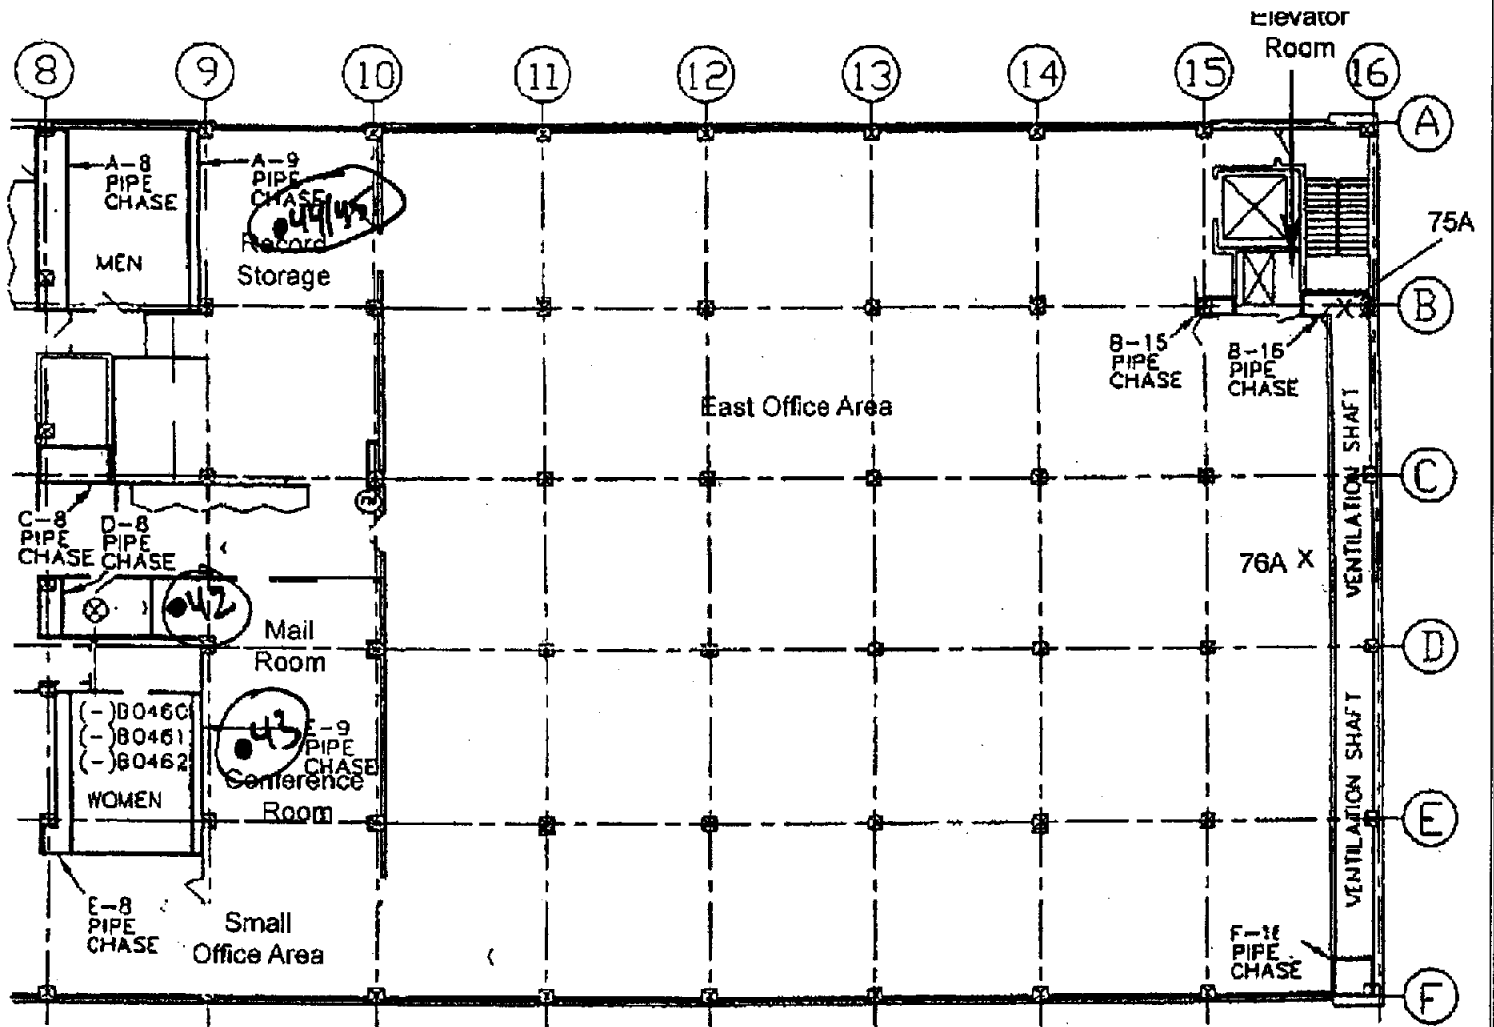 Elevator
Room
8
9
10
11
12
13
14
15
16
A
A-8
PIPE
CHASE
A-9
PIPE
CHASE
MEN
Record
Storage
75A
B
B-15
PIPE
CHASE
B-16
PIPE
CHASE
East Office Area
VENTILATION SHAFT
C
C-8
PIPE
CHASE
D-8
PIPE
CHASE
76A X
42
Mail
Room
D
(-)B0460
(-)B0461
(-)B0462
WOMEN
43
E-9
PIPE
CHASE
Conference
Room
VENTILATION SHAFT
E
E-8
PIPE
CHASE
Small
Office Area
F-16
PIPE
CHASE
F